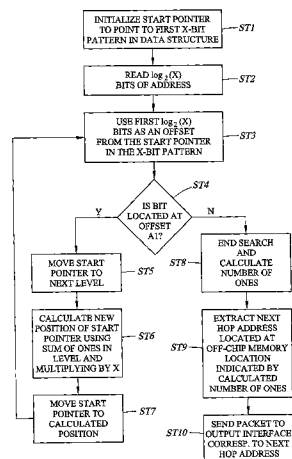 INITIALIZE START POINTER
TO POINT TO FIRST X-BIT
PATTERN IN DATA STRUCTURE
ST1
READ log2(X)
BITS OF ADDRESS
ST2
USE FIRST log2(X)
BITS AS AN OFFSET
FROM THE START POINTER
IN THE X-BIT PATTERN
ST3
ST4
IS BIT
LOCATED AT
OFFSET
A1?
Y
N
MOVE START
POINTER TO
NEXT LEVEL
ST5
CALCULATE NEW
POSITION OF START
POINTER USING
SUM OF ONES IN
LEVEL AND
MULTIPLYING BY X
ST6
MOVE START
POINTER TO
CALCULATED
POSITION
ST7
END SEARCH
AND
CALCULATE
NUMBER OF
ONES
ST8
EXTRACT NEXT
HOP ADDRESS
LOCATED AT
OFF-CHIP MEMORY
LOCATION
INDICATED BY
CALCULATED
NUMBER OF ONES
ST9
SEND PACKET TO
OUTPUT INTERFACE
CORRESP. TO NEXT
HOP ADDRESS
ST10